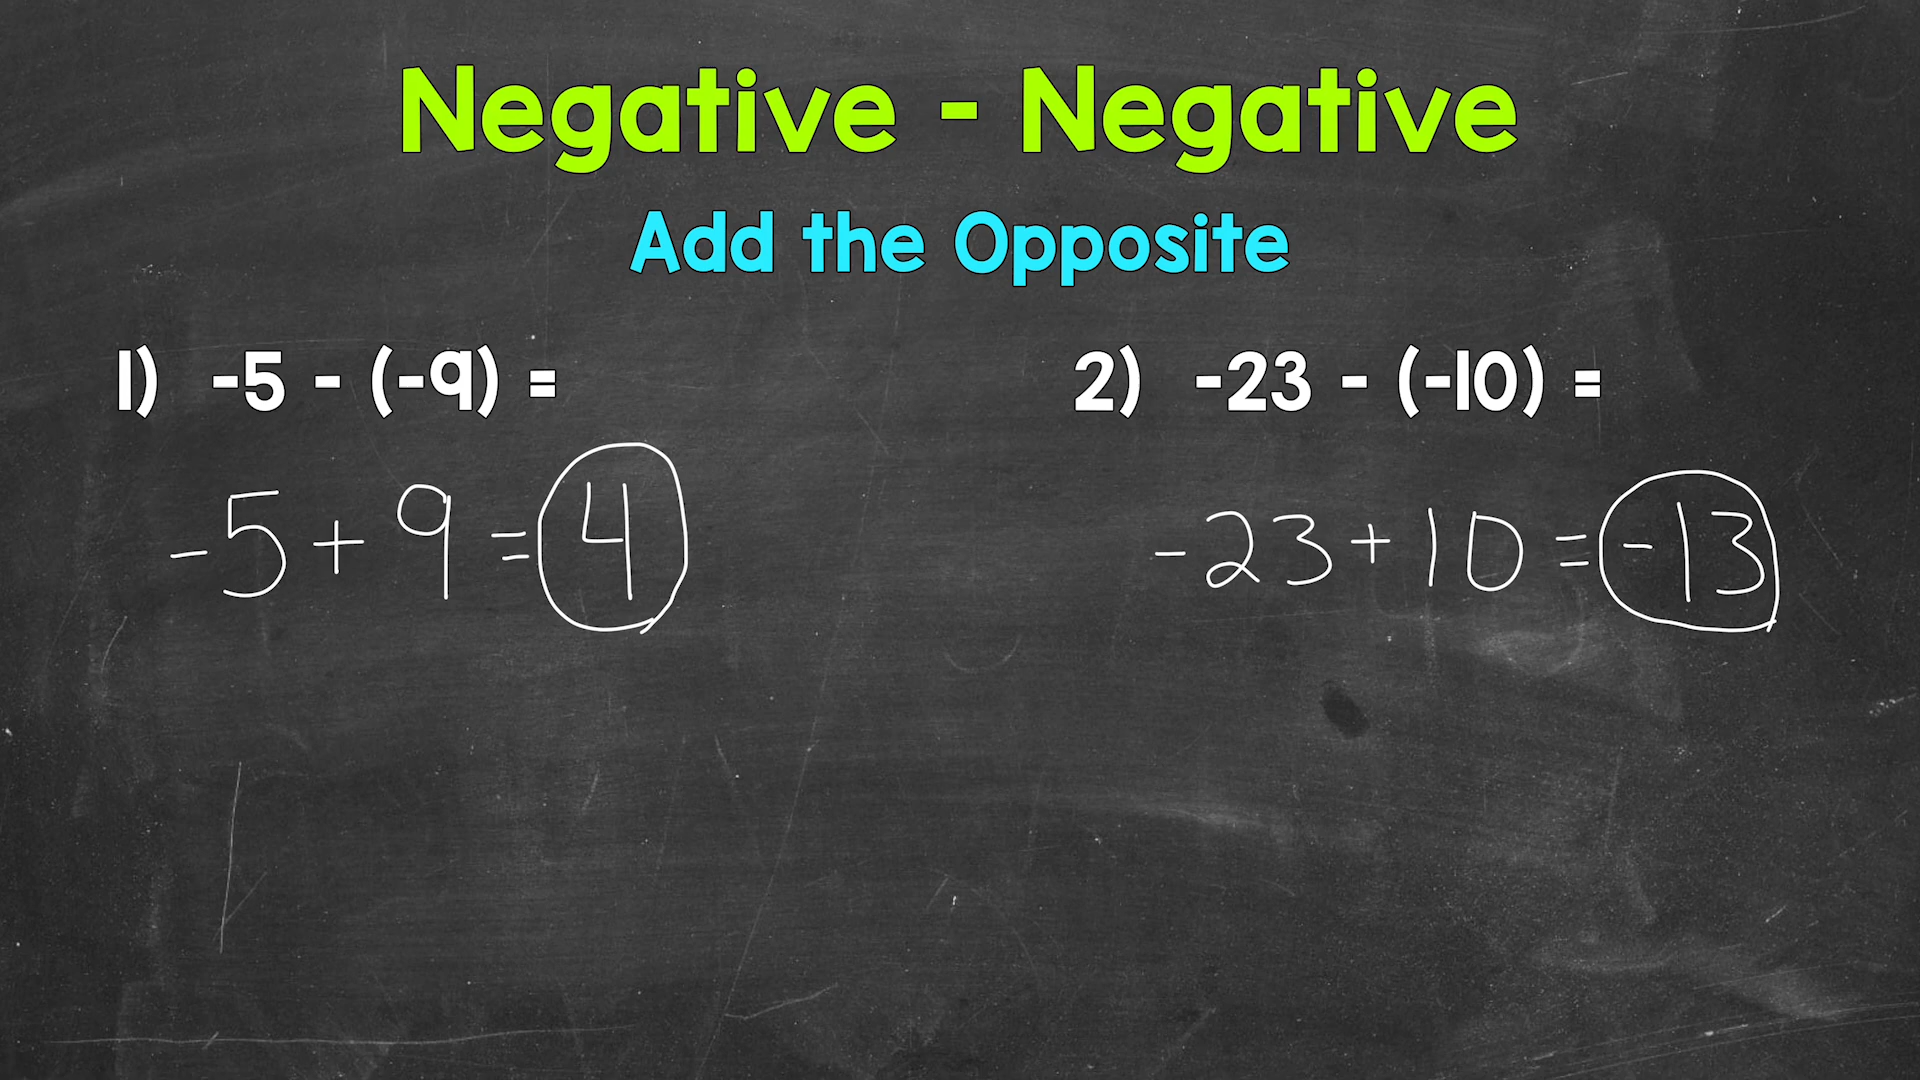 Negative - Negative
Add the Opposite
1) -5 - (-9) =
2) -23 - (-10) =
-5 + 9 = 4
-23 + 10 = -13